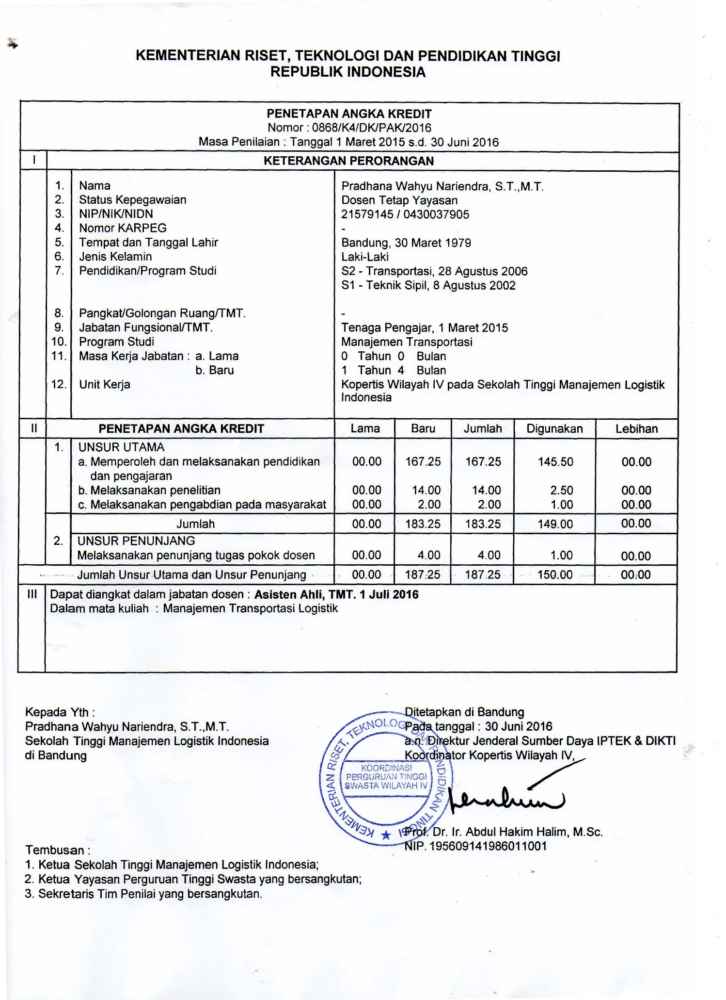 KEMENTERIAN RISET, TEKNOLOGI DAN PENDIDIKAN TINGGI
REPUBLIK INDONESIA
PENETAPAN ANGKA KREDIT
Nomor : 0868/K4/DK/PAK/2016
Masa Penilaian : Tanggal 1 Maret 2015 s.d. 30 Juni 2016
I KETERANGAN PERORANGAN
1. Nama Pradhana Wahyu Nariendra, S.T.,M.T.
2. Status Kepegawaian Dosen Tetap Yayasan
3. NIP/NIK/NIDN 21579145 / 0430037905
4. Nomor KARPEG -
5. Tempat dan Tanggal Lahir Bandung, 30 Maret 1979
6. Jenis Kelamin Laki-Laki
7. Pendidikan/Program Studi S2 - Transportasi, 28 Agustus 2006
S1 - Teknik Sipil, 8 Agustus 2002
8. Pangkat/Golongan Ruang/TMT. -
9. Jabatan Fungsional/TMT. Tenaga Pengajar, 1 Maret 2015
10. Program Studi Manajemen Transportasi
11. Masa Kerja Jabatan : a. Lama 0 Tahun 0 Bulan
b. Baru 1 Tahun 4 Bulan
12. Unit Kerja Kopertis Wilayah IV pada Sekolah Tinggi Manajemen Logistik
Indonesia
II PENETAPAN ANGKA KREDIT Lama Baru Jumlah Digunakan Lebihan
1. UNSUR UTAMA
a. Memperoleh dan melaksanakan pendidikan 00.00 167.25 167.25 145.50 00.00
dan pengajaran
b. Melaksanakan penelitian 00.00 14.00 14.00 2.50 00.00
c. Melaksanakan pengabdian pada masyarakat 00.00 2.00 2.00 1.00 00.00
Jumlah 00.00 183.25 183.25 149.00 00.00
2. UNSUR PENUNJANG
Melaksanakan penunjang tugas pokok dosen 00.00 4.00 4.00 1.00 00.00
Jumlah Unsur Utama dan Unsur Penunjang 00.00 187.25 187.25 150.00 00.00
III Dapat diangkat dalam jabatan dosen : Asisten Ahli, TMT. 1 Juli 2016
Dalam mata kuliah : Manajemen Transportasi Logistik
Kepada Yth :
Pradhana Wahyu Nariendra, S.T.,M.T.
Sekolah Tinggi Manajemen Logistik Indonesia
di Bandung
Ditetapkan di Bandung
Pada tanggal : 30 Juni 2016
a.n. Direktur Jenderal Sumber Daya IPTEK & DIKTI
Koordinator Kopertis Wilayah IV,
KEMENTERIAN RISET, TEKNOLOGI DAN PENDIDIKAN TINGGI
KOORDINASI
PERGURUAN TINGGI
SWASTA WILAYAH IV
Prof. Dr. Ir. Abdul Hakim Halim, M.Sc.
NIP. 195609141986011001
Tembusan :
1. Ketua Sekolah Tinggi Manajemen Logistik Indonesia;
2. Ketua Yayasan Perguruan Tinggi Swasta yang bersangkutan;
3. Sekretaris Tim Penilai yang bersangkutan.